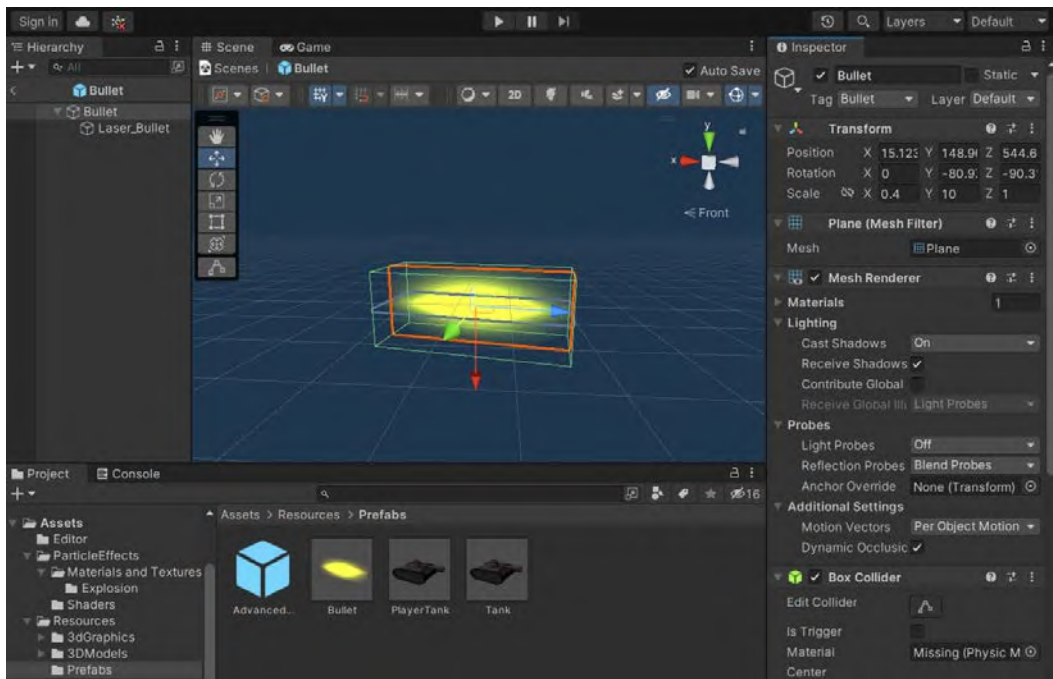 Sign in
Layers
Default
Hierarchy
All
Bullet
Bullet
Laser_Bullet
Scene
Game
Scenes
Bullet
Auto Save
2D
y
x
Front
Inspector
Bullet
Static
Tag Bullet
Layer Default
Transform
Position X 15.123 Y 148.9 Z 544.6
Rotation X 0 Y -80.9 Z -90.3
Scale X 0.4 Y 10 Z 1
Plane (Mesh Filter)
Mesh Plane
Mesh Renderer
Materials 1
Lighting
Cast Shadows On
Receive Shadows
Contribute Global
Receive Global Light Probes
Probes
Light Probes Off
Reflection Probes Blend Probes
Anchor Override None (Transform)
Additional Settings
Motion Vectors Per Object Motion
Dynamic Occlusic
Box Collider
Edit Collider
Is Trigger
Material Missing (Physic M
Center
Project
Console
16
Assets
Editor
ParticleEffects
Materials and Textures
Explosion
Shaders
Resources
3dGraphics
3DModels
Prefabs
Assets > Resources > Prefabs
Advanced...
Bullet
PlayerTank
Tank